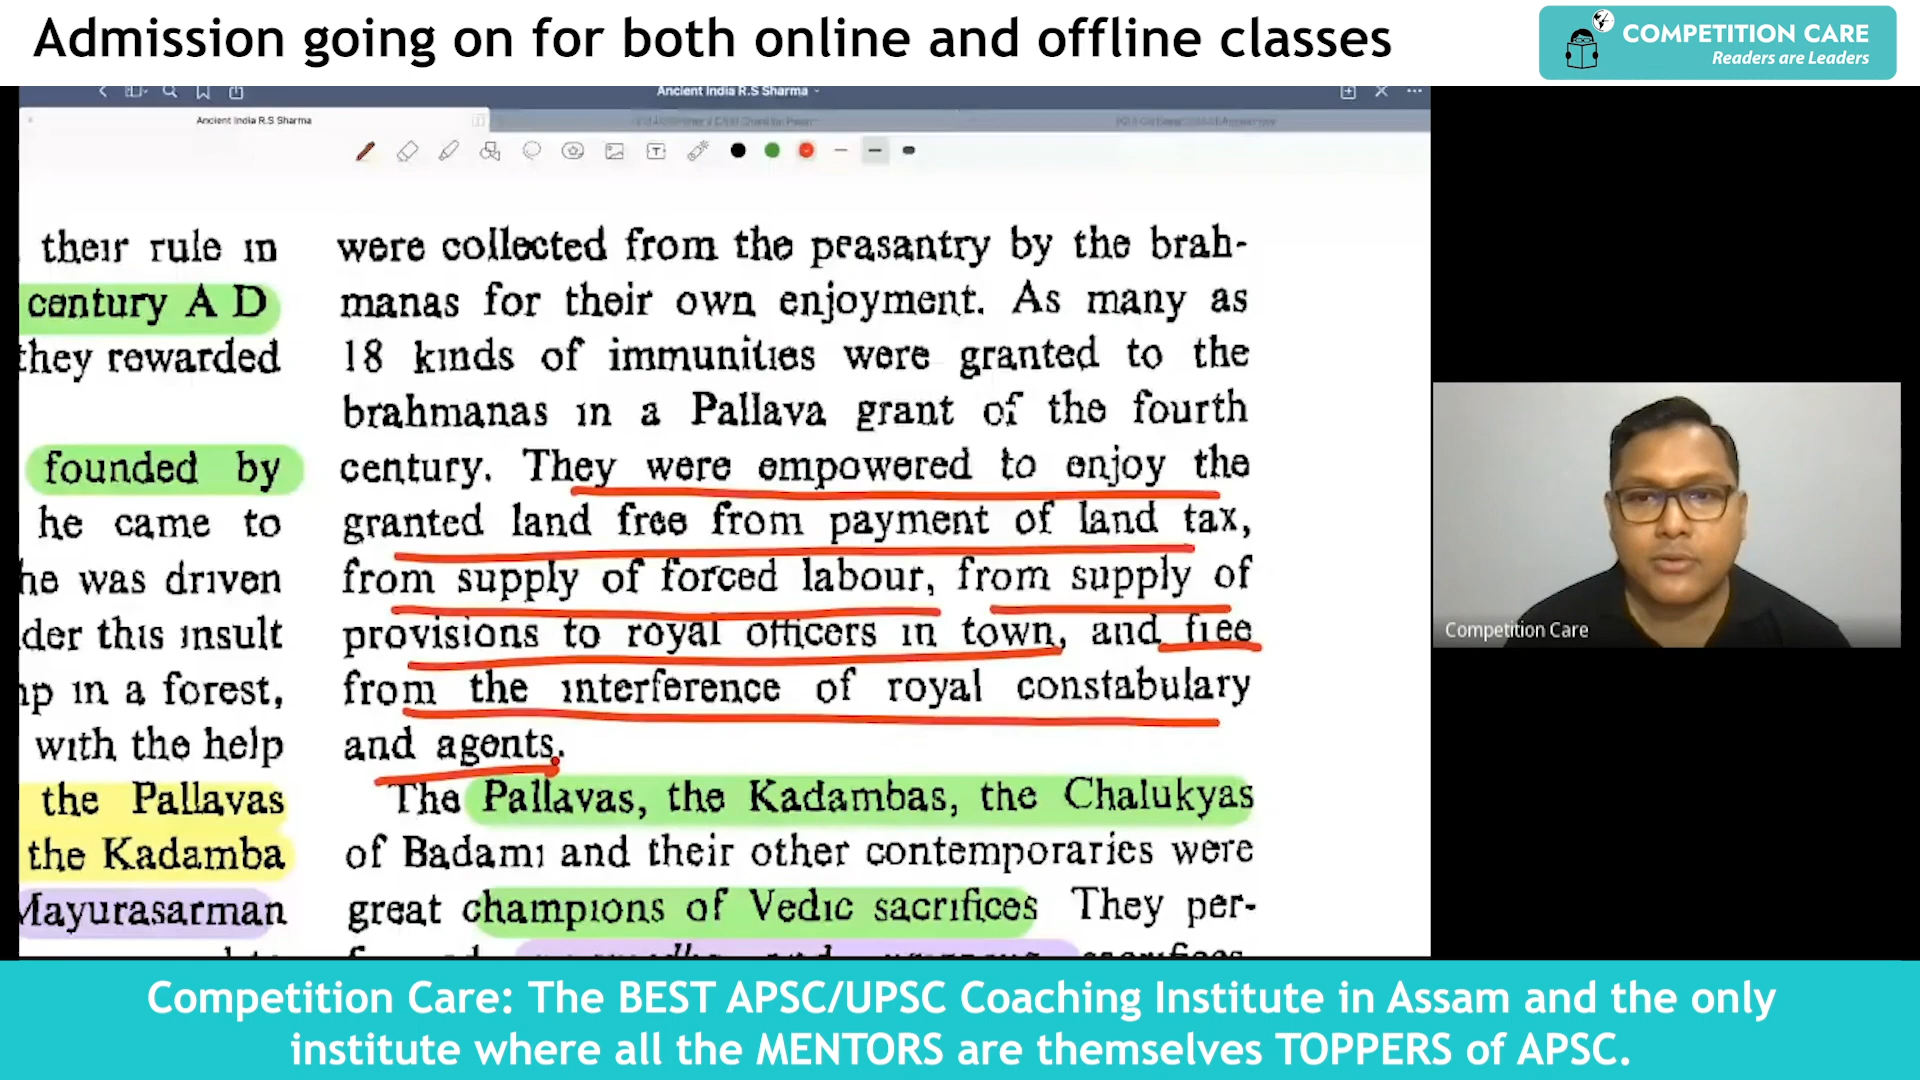 Admission going on for both online and offline classes
COMPETITION CARE
Readers are Leaders
Ancient India R.S Sharma
Ancient India R.S Sharma
their rule in
century A D
they rewarded
founded by
he came to
he was driven
der this insult
np in a forest,
with the help
the Pallavas
the Kadamba
Mayurasarman
were collected from the peasantry by the brah-
manas for their own enjoyment. As many as
18 kinds of immunities were granted to the
brahmanas in a Pallava grant of the fourth
century. They were empowered to enjoy the
granted land free from payment of land tax,
from supply of forced labour, from supply of
provisions to royal officers in town, and free
from the interference of royal constabulary
and agents.
The Pallavas, the Kadambas, the Chalukyas
of Badami and their other contemporaries were
great champions of Vedic sacrifices They per-
Competition Care
Competition Care: The BEST APSC/UPSC Coaching Institute in Assam and the only
institute where all the MENTORS are themselves TOPPERS of APSC.